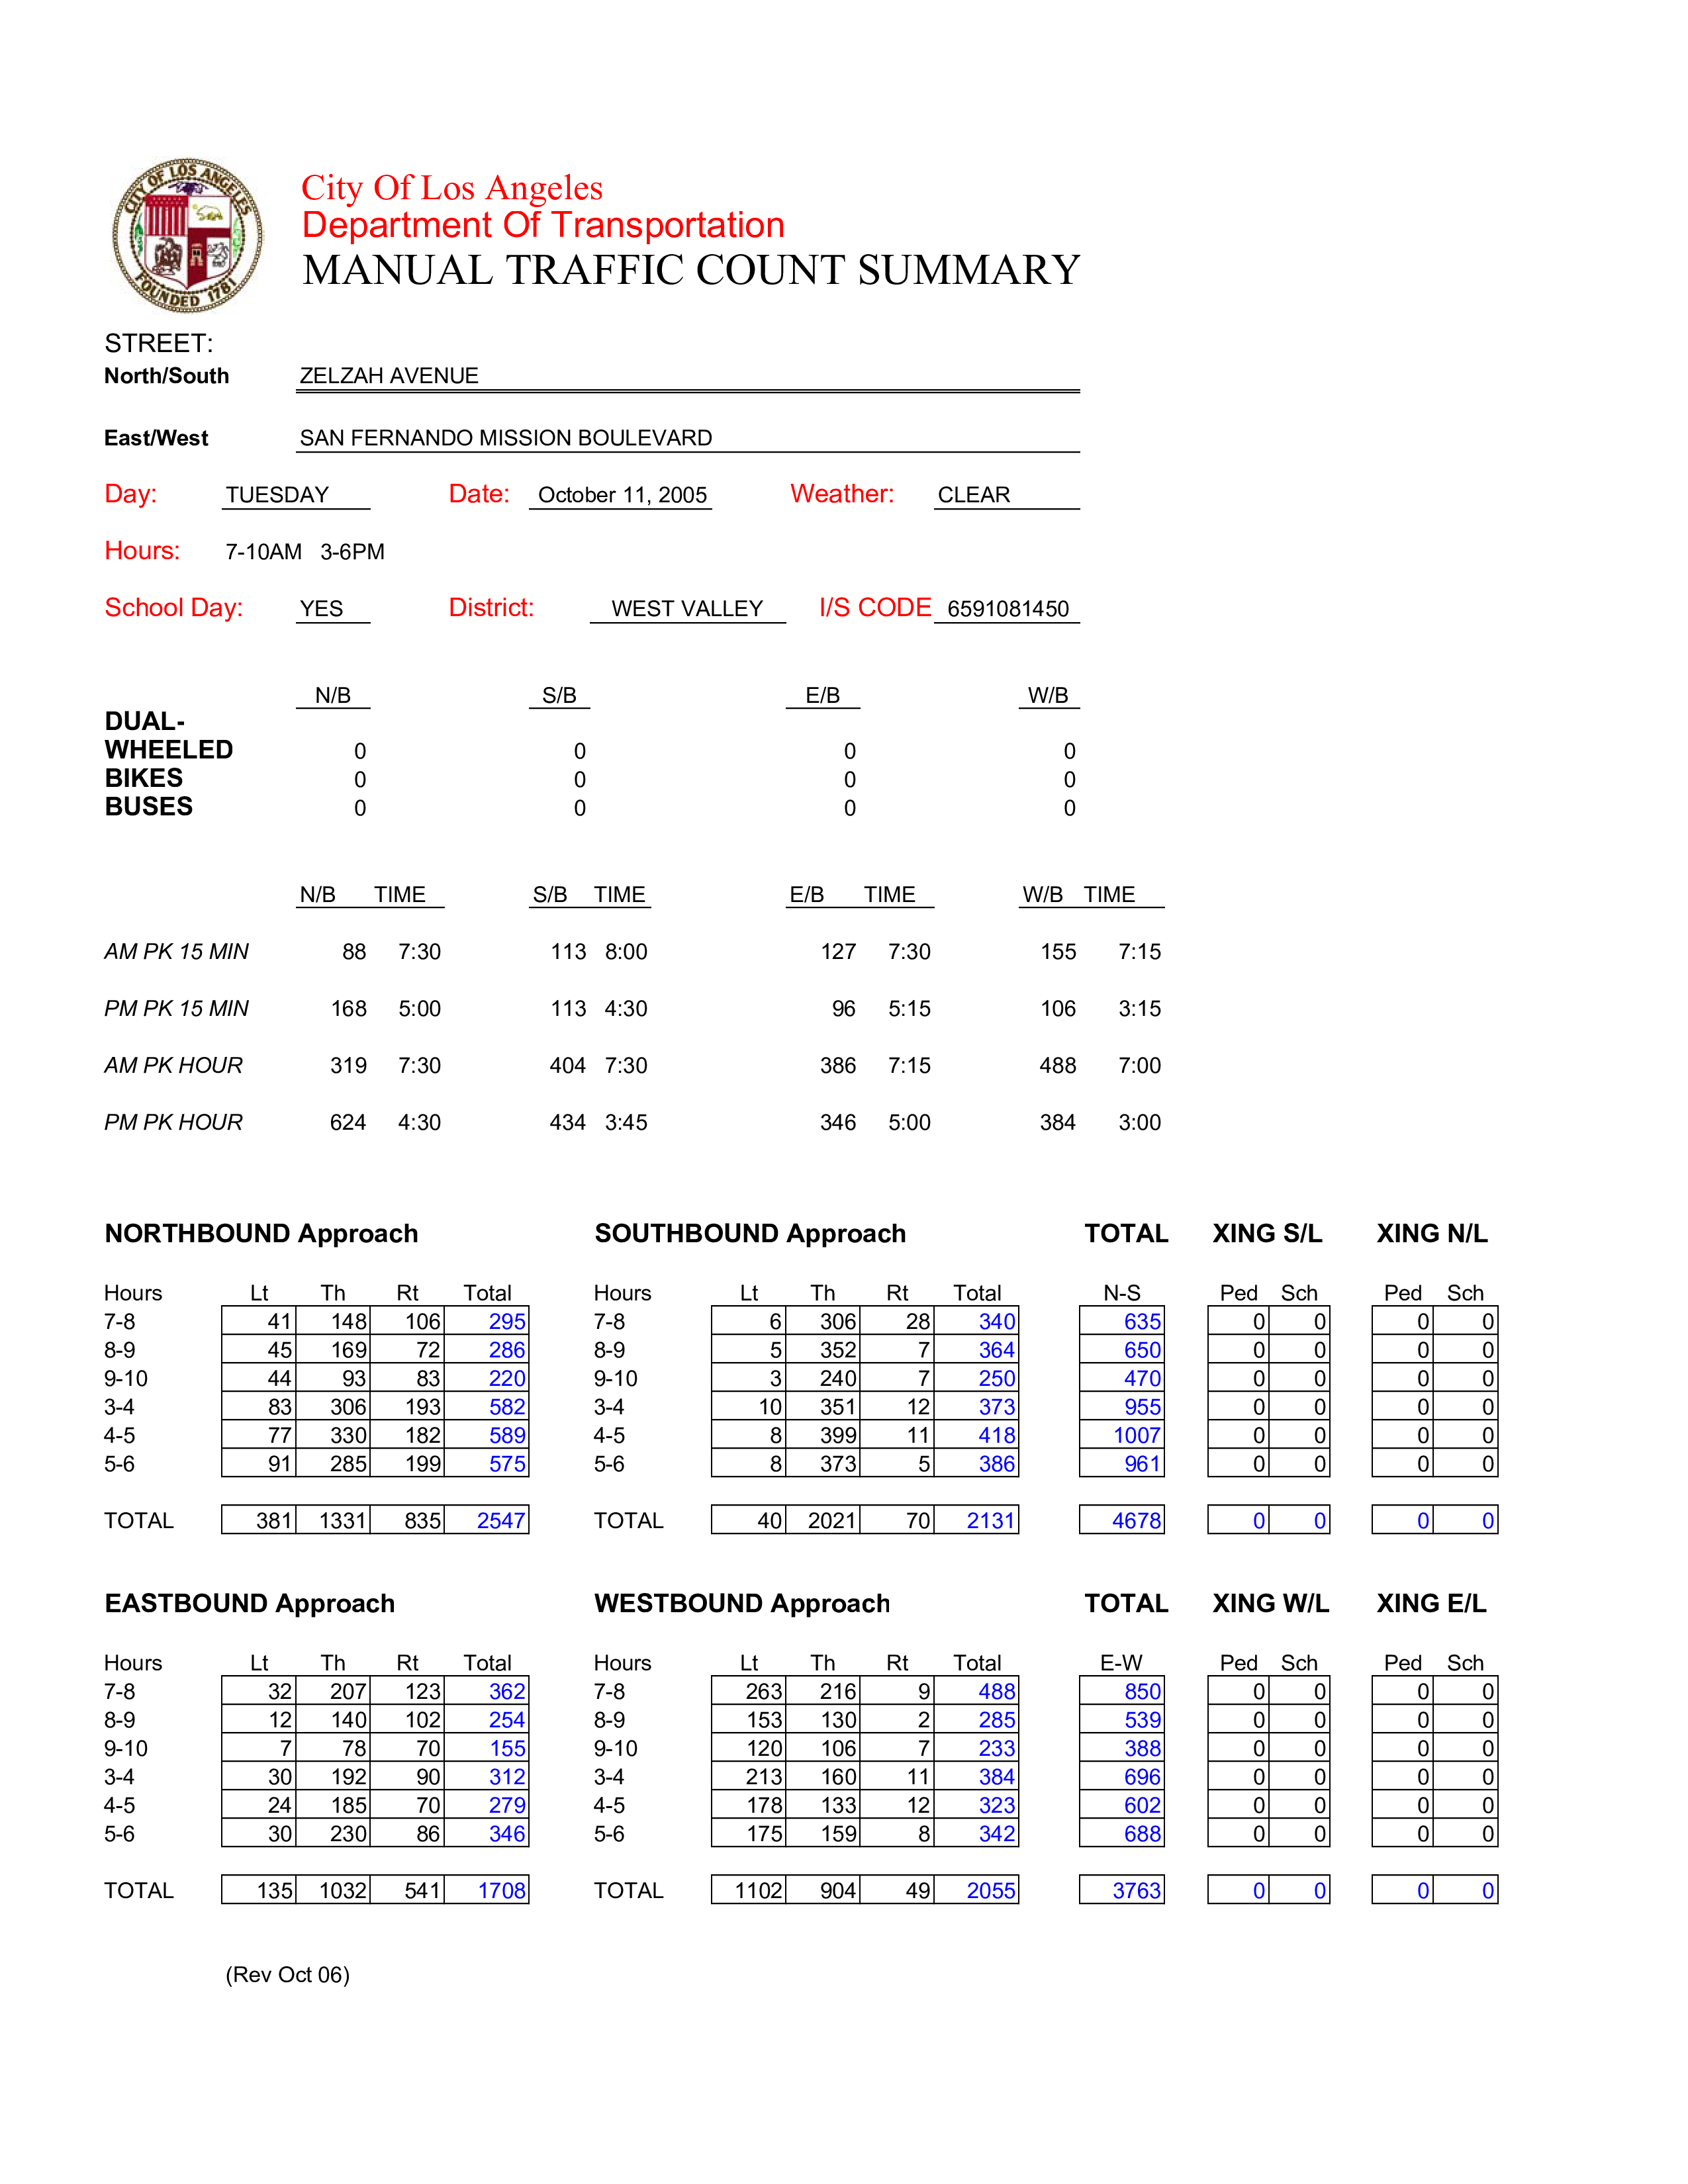 CITY OF LOS ANGELES
FOUNDED 1781
City Of Los Angeles
Department Of Transportation
MANUAL TRAFFIC COUNT SUMMARY
STREET:
North/South ZELZAH AVENUE
East/West SAN FERNANDO MISSION BOULEVARD
Day: TUESDAY Date: October 11, 2005 Weather: CLEAR
Hours: 7-10AM 3-6PM
School Day: YES District: WEST VALLEY I/S CODE 6591081450
N/B S/B E/B W/B
DUAL-
WHEELED 0 0 0 0
BIKES 0 0 0 0
BUSES 0 0 0 0
N/B TIME S/B TIME E/B TIME W/B TIME
AM PK 15 MIN 88 7:30 113 8:00 127 7:30 155 7:15
PM PK 15 MIN 168 5:00 113 4:30 96 5:15 106 3:15
AM PK HOUR 319 7:30 404 7:30 386 7:15 488 7:00
PM PK HOUR 624 4:30 434 3:45 346 5:00 384 3:00
NORTHBOUND Approach SOUTHBOUND Approach TOTAL XING S/L XING N/L
Hours Lt Th Rt Total Hours Lt Th Rt Total N-S Ped Sch Ped Sch
7-8 41 148 106 295 7-8 6 306 28 340 635 0 0 0 0
8-9 45 169 72 286 8-9 5 352 7 364 650 0 0 0 0
9-10 44 93 83 220 9-10 3 240 7 250 470 0 0 0 0
3-4 83 306 193 582 3-4 10 351 12 373 955 0 0 0 0
4-5 77 330 182 589 4-5 8 399 11 418 1007 0 0 0 0
5-6 91 285 199 575 5-6 8 373 5 386 961 0 0 0 0
TOTAL 381 1331 835 2547 TOTAL 40 2021 70 2131 4678 0 0 0 0
EASTBOUND Approach WESTBOUND Approach TOTAL XING W/L XING E/L
Hours Lt Th Rt Total Hours Lt Th Rt Total E-W Ped Sch Ped Sch
7-8 32 207 123 362 7-8 263 216 9 488 850 0 0 0 0
8-9 12 140 102 254 8-9 153 130 2 285 539 0 0 0 0
9-10 7 78 70 155 9-10 120 106 7 233 388 0 0 0 0
3-4 30 192 90 312 3-4 213 160 11 384 696 0 0 0 0
4-5 24 185 70 279 4-5 178 133 12 323 602 0 0 0 0
5-6 30 230 86 346 5-6 175 159 8 342 688 0 0 0 0
TOTAL 135 1032 541 1708 TOTAL 1102 904 49 2055 3763 0 0 0 0
(Rev Oct 06)